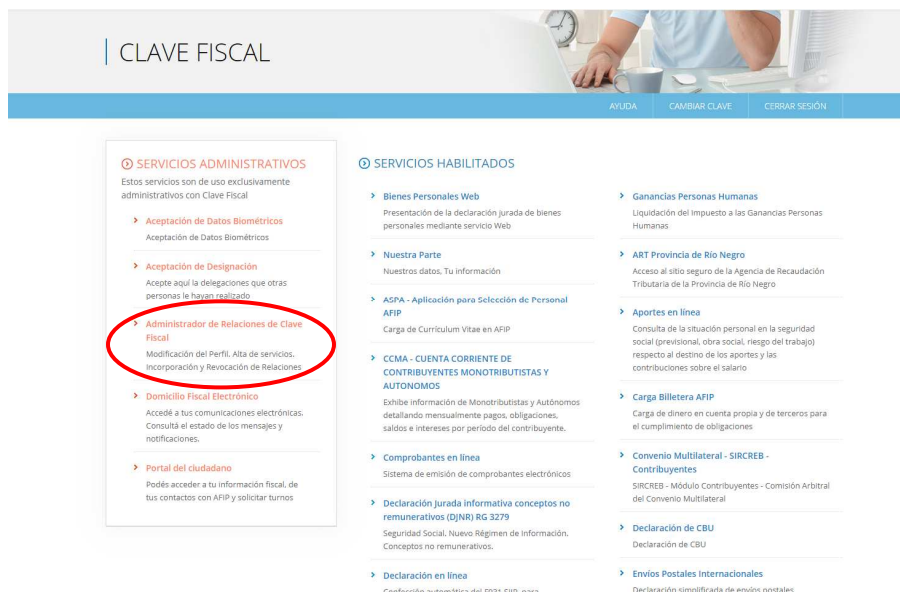 CLAVE FISCAL
AYUDA
CAMBIAR CLAVE
CERRAR SESIÓN
SERVICIOS ADMINISTRATIVOS
Estos servicios son de uso exclusivamente
administrativos con Clave Fiscal
Aceptación de Datos Biométricos
Aceptación de Datos Biométricos
Aceptación de Designación
Acepte aquí la delegaciones que otras
personas le hayan realizado
Administrador de Relaciones de Clave
Fiscal
Modificación del Perfil. Alta de servicios.
Incorporación y Revocación de Relaciones
Domicilio Fiscal Electrónico
Accedé a tus comunicaciones electrónicas.
Consultá el estado de los mensajes y
notificaciones.
Portal del ciudadano
Podés acceder a tu información fiscal, de
tus contactos con AFIP y solicitar turnos
SERVICIOS HABILITADOS
Bienes Personales Web
Presentación de la declaración jurada de bienes
personales mediante servicio Web
Nuestra Parte
Nuestros datos, Tu información
ASPA - Aplicación para Selección de Personal
AFIP
Carga de Curriculum Vitae en AFIP
CCMA - CUENTA CORRIENTE DE
CONTRIBUYENTES MONOTRIBUTISTAS Y
AUTONOMOS
Exhibe información de Monotributistas y Autónomos
detallando mensualmente pagos, obligaciones,
saldos e intereses por período del contribuyente.
Comprobantes en línea
Sistema de emisión de comprobantes electrónicos
Declaración Jurada informativa conceptos no
remunerativos (DJNR) RG 3279
Seguridad Social. Nuevo Régimen de Información.
Conceptos no remunerativos.
Declaración en línea
Confección automática del F931 SIJP, para
Ganancias Personas Humanas
Liquidación del Impuesto a las Ganancias Personas
Humanas
ART Provincia de Río Negro
Acceso al sitio seguro de la Agencia de Recaudación
Tributaria de la Provincia de Río Negro
Aportes en línea
Consulta de la situación personal en la seguridad
social (previsional, obra social, riesgo del trabajo)
respecto al destino de los aportes y las
contribuciones sobre el salario
Carga Billetera AFIP
Carga de dinero en cuenta propia y de terceros para
el cumplimiento de obligaciones
Convenio Multilateral - SIRCREB -
Contribuyentes
SIRCREB - Módulo Contribuyentes - Comisión Arbitral
del Convenio Multilateral
Declaración de CBU
Declaración de CBU
Envíos Postales Internacionales
Declaración simplificada de envíos postales